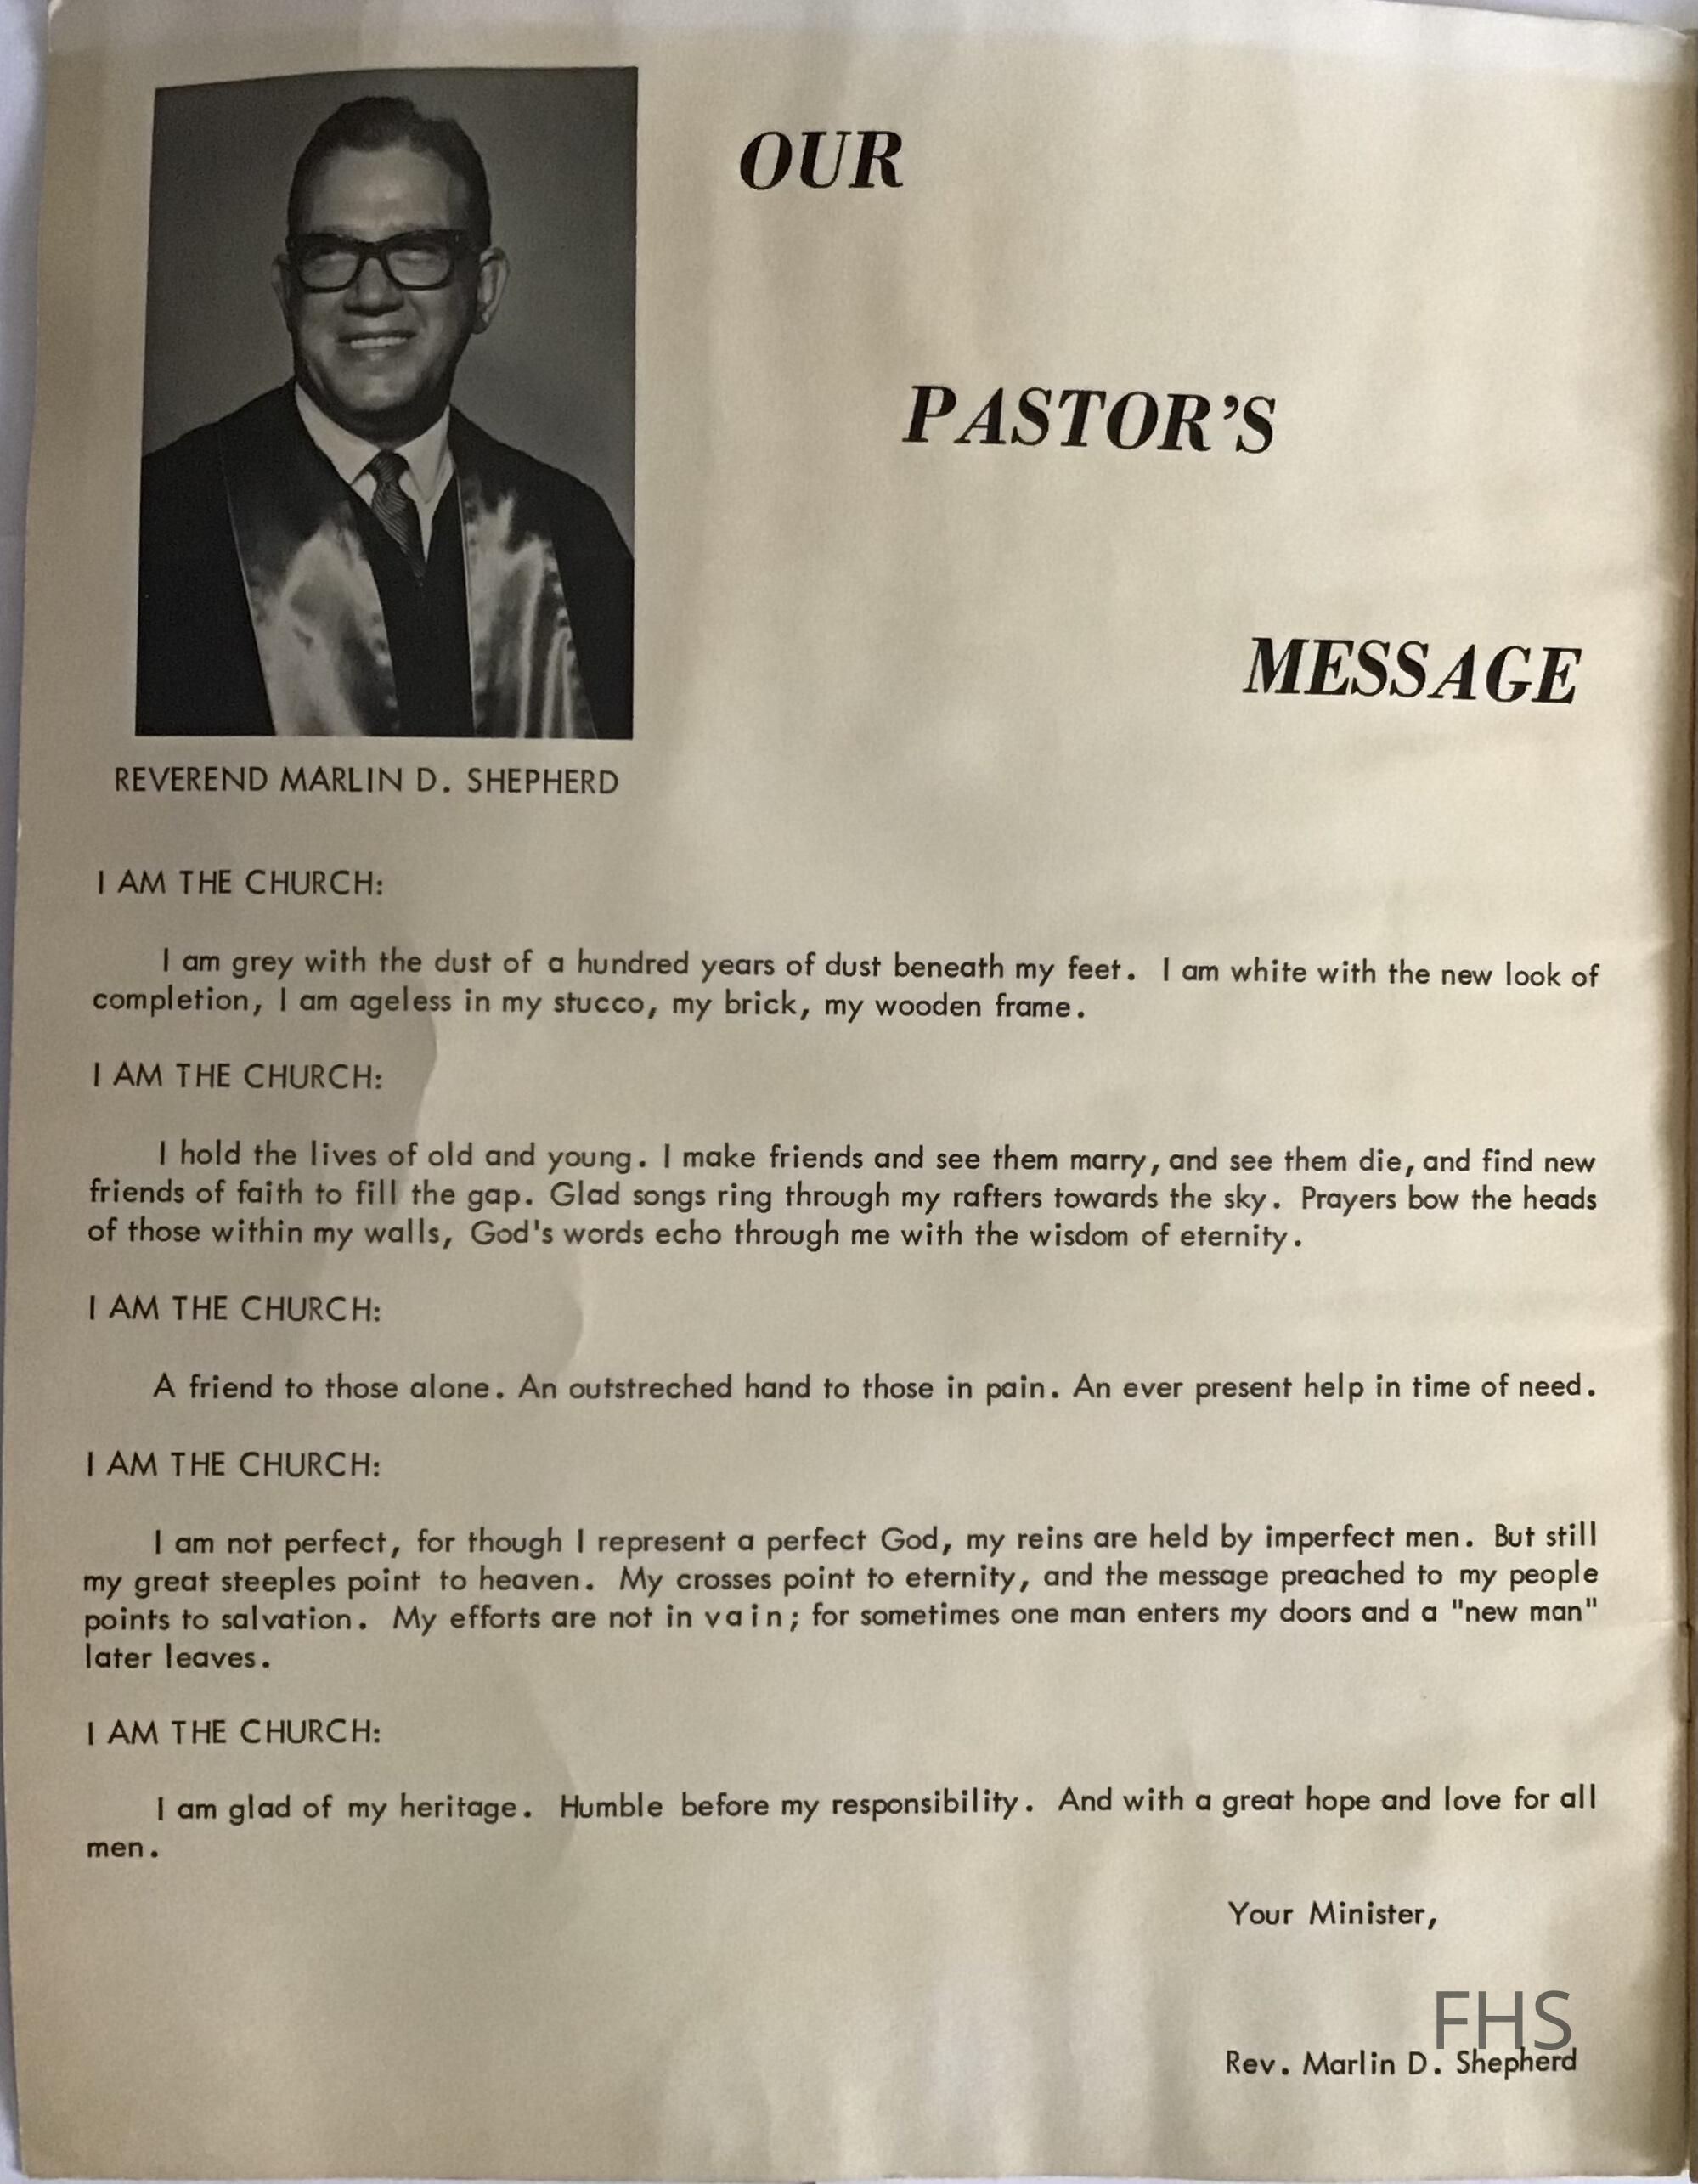 OUR
PASTOR'S
MESSAGE
REVEREND MARLIN D. SHEPHERD
I AM THE CHURCH:
I am grey with the dust of a hundred years of dust beneath my feet. I am white with the new look of
completion, I am ageless in my stucco, my brick, my wooden frame.
I AM THE CHURCH:
I hold the lives of old and young. I make friends and see them marry, and see them die, and find new
friends of faith to fill the gap. Glad songs ring through my rafters towards the sky. Prayers bow the heads
of those within my walls, God's words echo through me with the wisdom of eternity.
I AM THE CHURCH:
A friend to those alone. An outstreched hand to those in pain. An ever present help in time of need.
I AM THE CHURCH:
I am not perfect, for though I represent a perfect God, my reins are held by imperfect men. But still
my great steeples point to heaven. My crosses point to eternity, and the message preached to my people
points to salvation. My efforts are not in vain; for sometimes one man enters my doors and a "new man"
later leaves.
I AM THE CHURCH:
I am glad of my heritage. Humble before my responsibility. And with a great hope and love for all
men.
Your Minister,
FHS
Rev. Marlin D. Shepherd